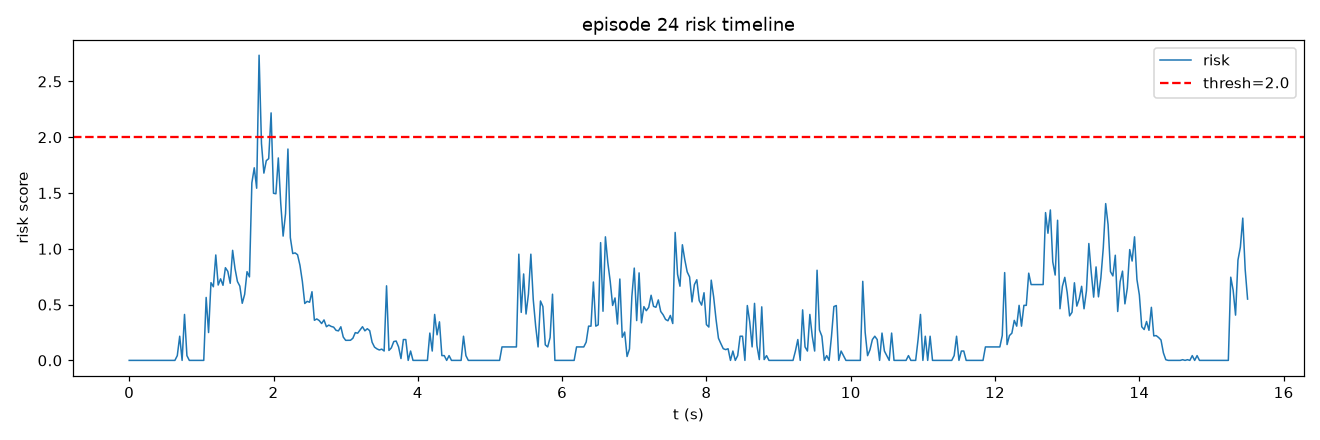 episode 24 risk timeline
risk
thresh=2.0
risk score
2.5
2.0
1.5
1.0
0.5
0.0
0 2 4 6 8 10 12 14 16
t (s)